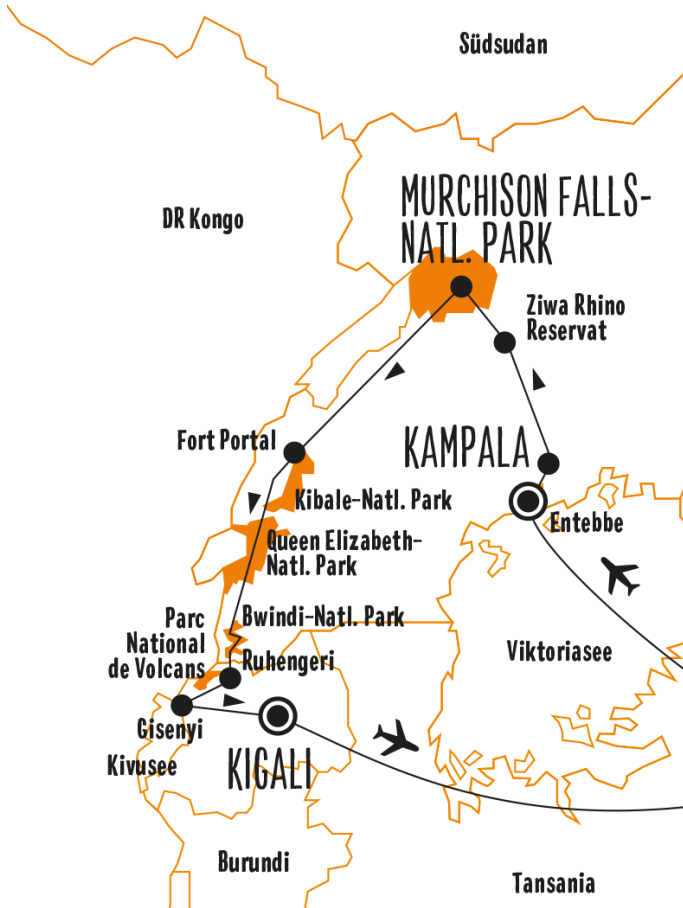 Südsudan
DR Kongo
MURCHISON FALLS-
NATL. PARK
Ziwa Rhino
Reservat
Fort Portal
KAMPALA
Kibale-Natl. Park
Entebbe
Queen Elizabeth-
Natl. Park
Parc
National
de Volcans
Bwindi-Natl. Park
Ruhengeri
Viktoriasee
Gisenyi
Kivusee
KIGALI
Burundi
Tansania